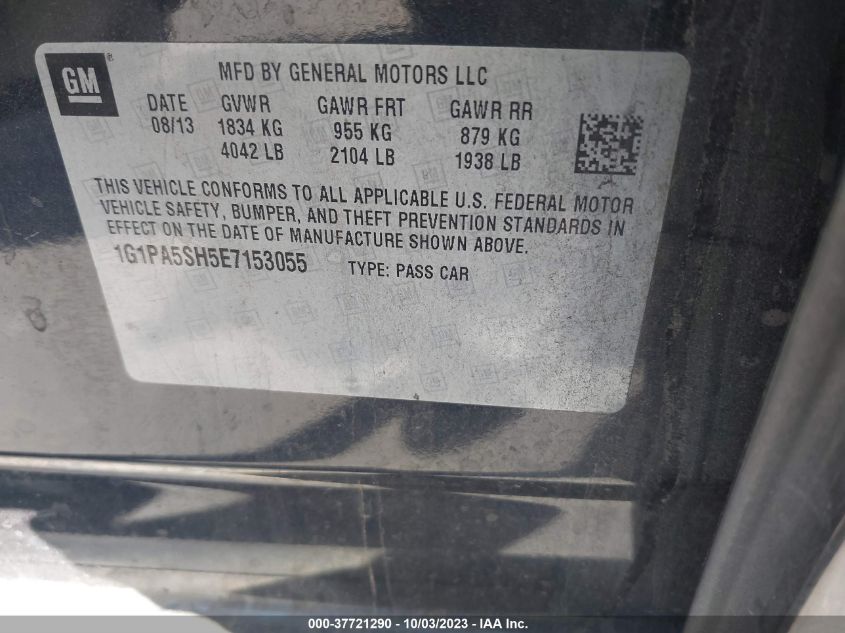 GM
MFD BY GENERAL MOTORS LLC
DATE GVWR GAWR FRT GAWR RR
08/13 1834 KG 955 KG 879 KG
4042 LB 2104 LB 1938 LB
THIS VEHICLE CONFORMS TO ALL APPLICABLE U.S. FEDERAL MOTOR
VEHICLE SAFETY, BUMPER, AND THEFT PREVENTION STANDARDS IN
EFFECT ON THE DATE OF MANUFACTURE SHOWN ABOVE.
1G1PA5SH5E7153055 TYPE: PASS CAR
000-37721290 - 10/03/2023 - IAA Inc.